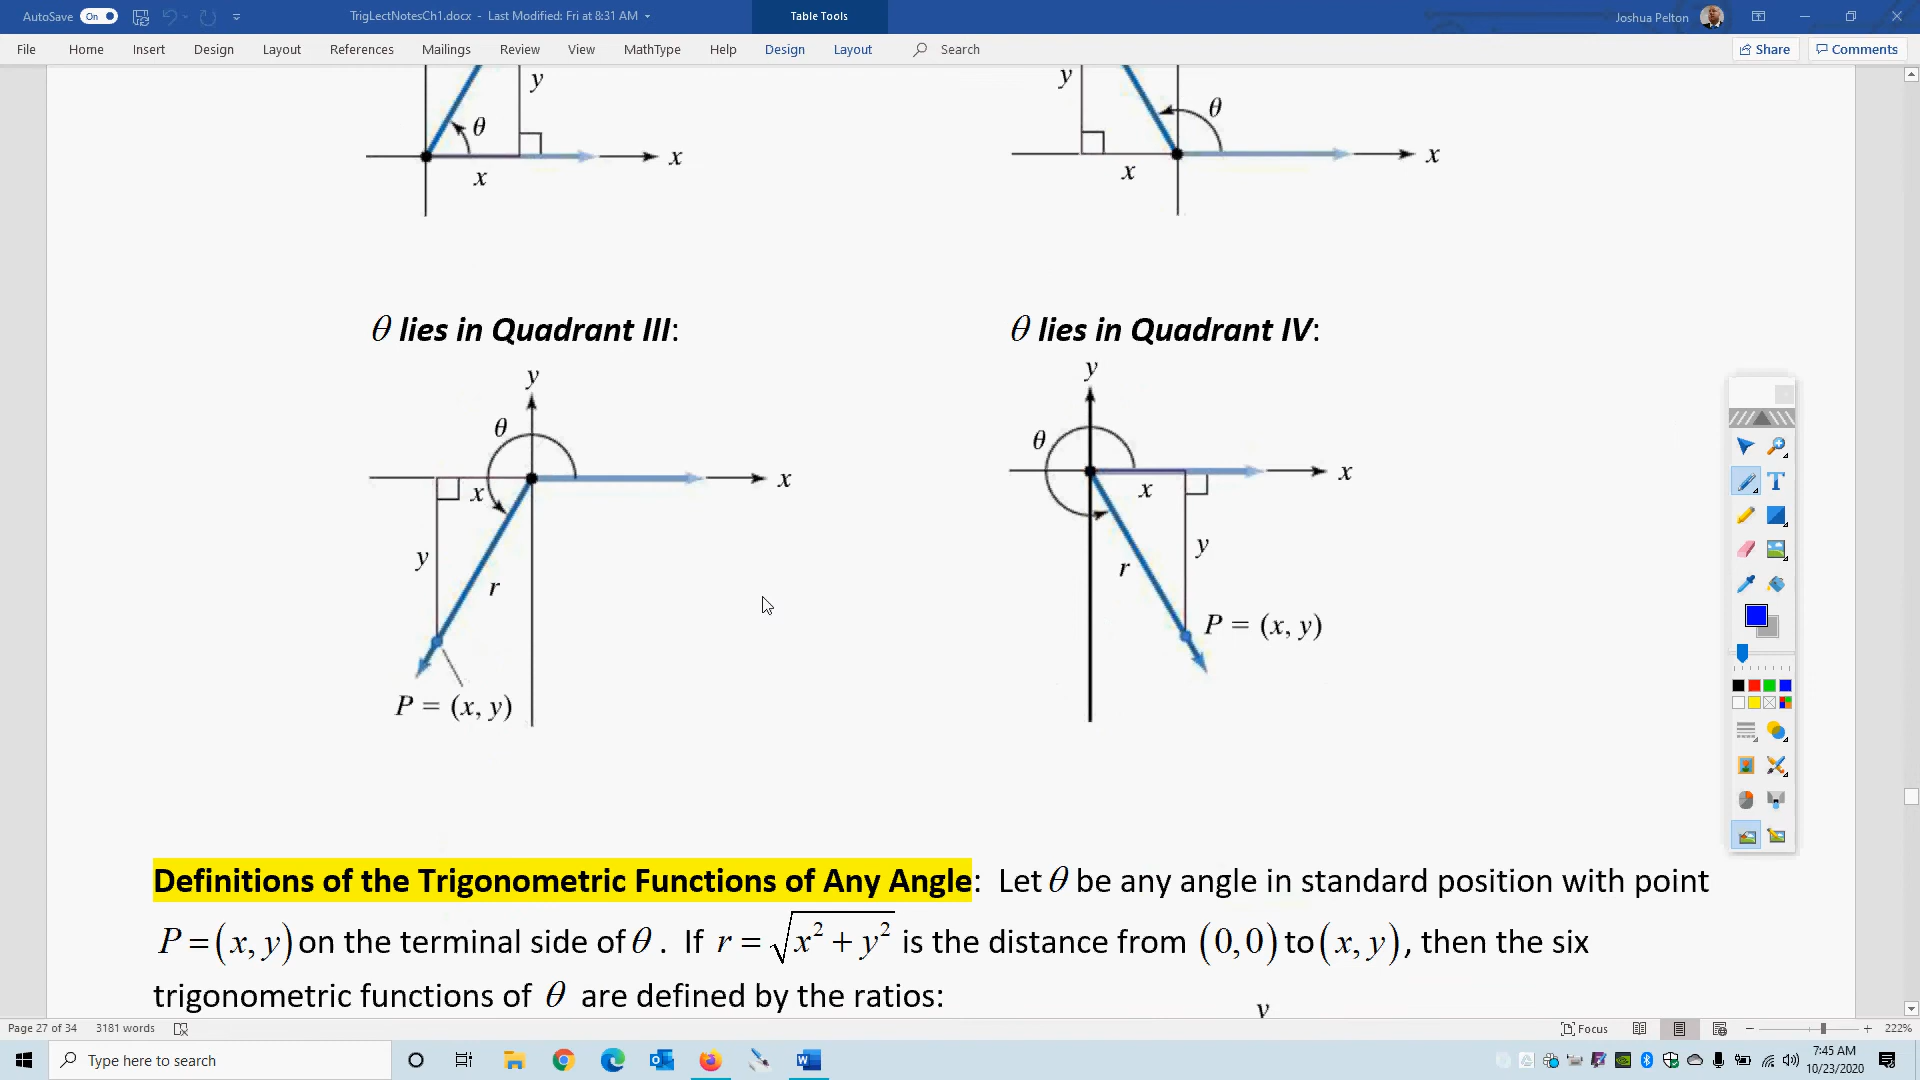 AutoSave On TrigLectNotesCh1.docx - Last Modified: Fri at 8:31 AM Table Tools Joshua Pelton
File Home Insert Design Layout References Mailings Review View MathType Help Design Layout Search Share Comments
y
θ
x
x
y
θ
x
x
θ lies in Quadrant III:
θ lies in Quadrant IV:
y
θ
x
x
y
r
P = (x, y)
y
θ
x
x
y
r
P = (x, y)
Definitions of the Trigonometric Functions of Any Angle: Let θ be any angle in standard position with point
P = (x, y) on the terminal side of θ. If r = √x² + y² is the distance from (0,0) to (x, y), then the six
trigonometric functions of θ are defined by the ratios:
y
Page 27 of 34 3181 words Focus 222%
Type here to search
7:45 AM
10/23/2020